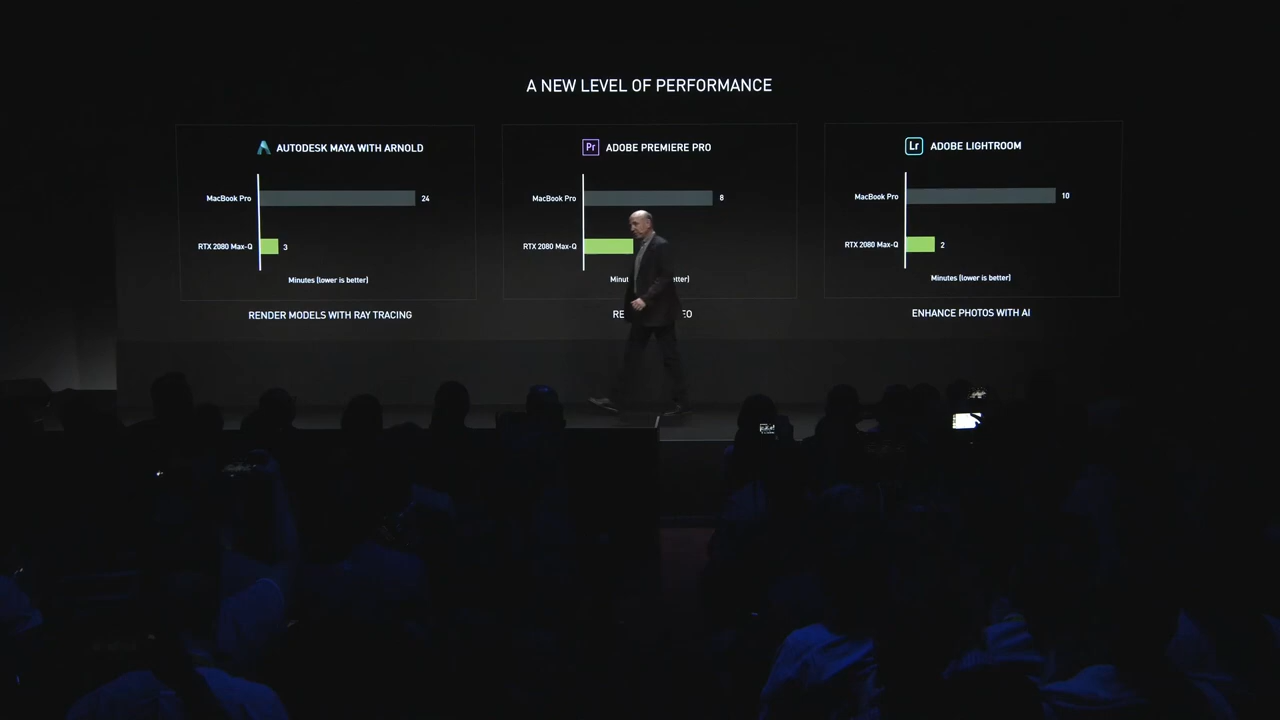 A NEW LEVEL OF PERFORMANCE
AUTODESK MAYA WITH ARNOLD
MacBook Pro 24
RTX 2080 Max-Q 3
Minutes (lower is better)
RENDER MODELS WITH RAY TRACING
Pr ADOBE PREMIERE PRO
MacBook Pro 8
RTX 2080 Max-Q
Lr ADOBE LIGHTROOM
MacBook Pro 10
RTX 2080 Max-Q 2
Minutes (lower is better)
ENHANCE PHOTOS WITH AI